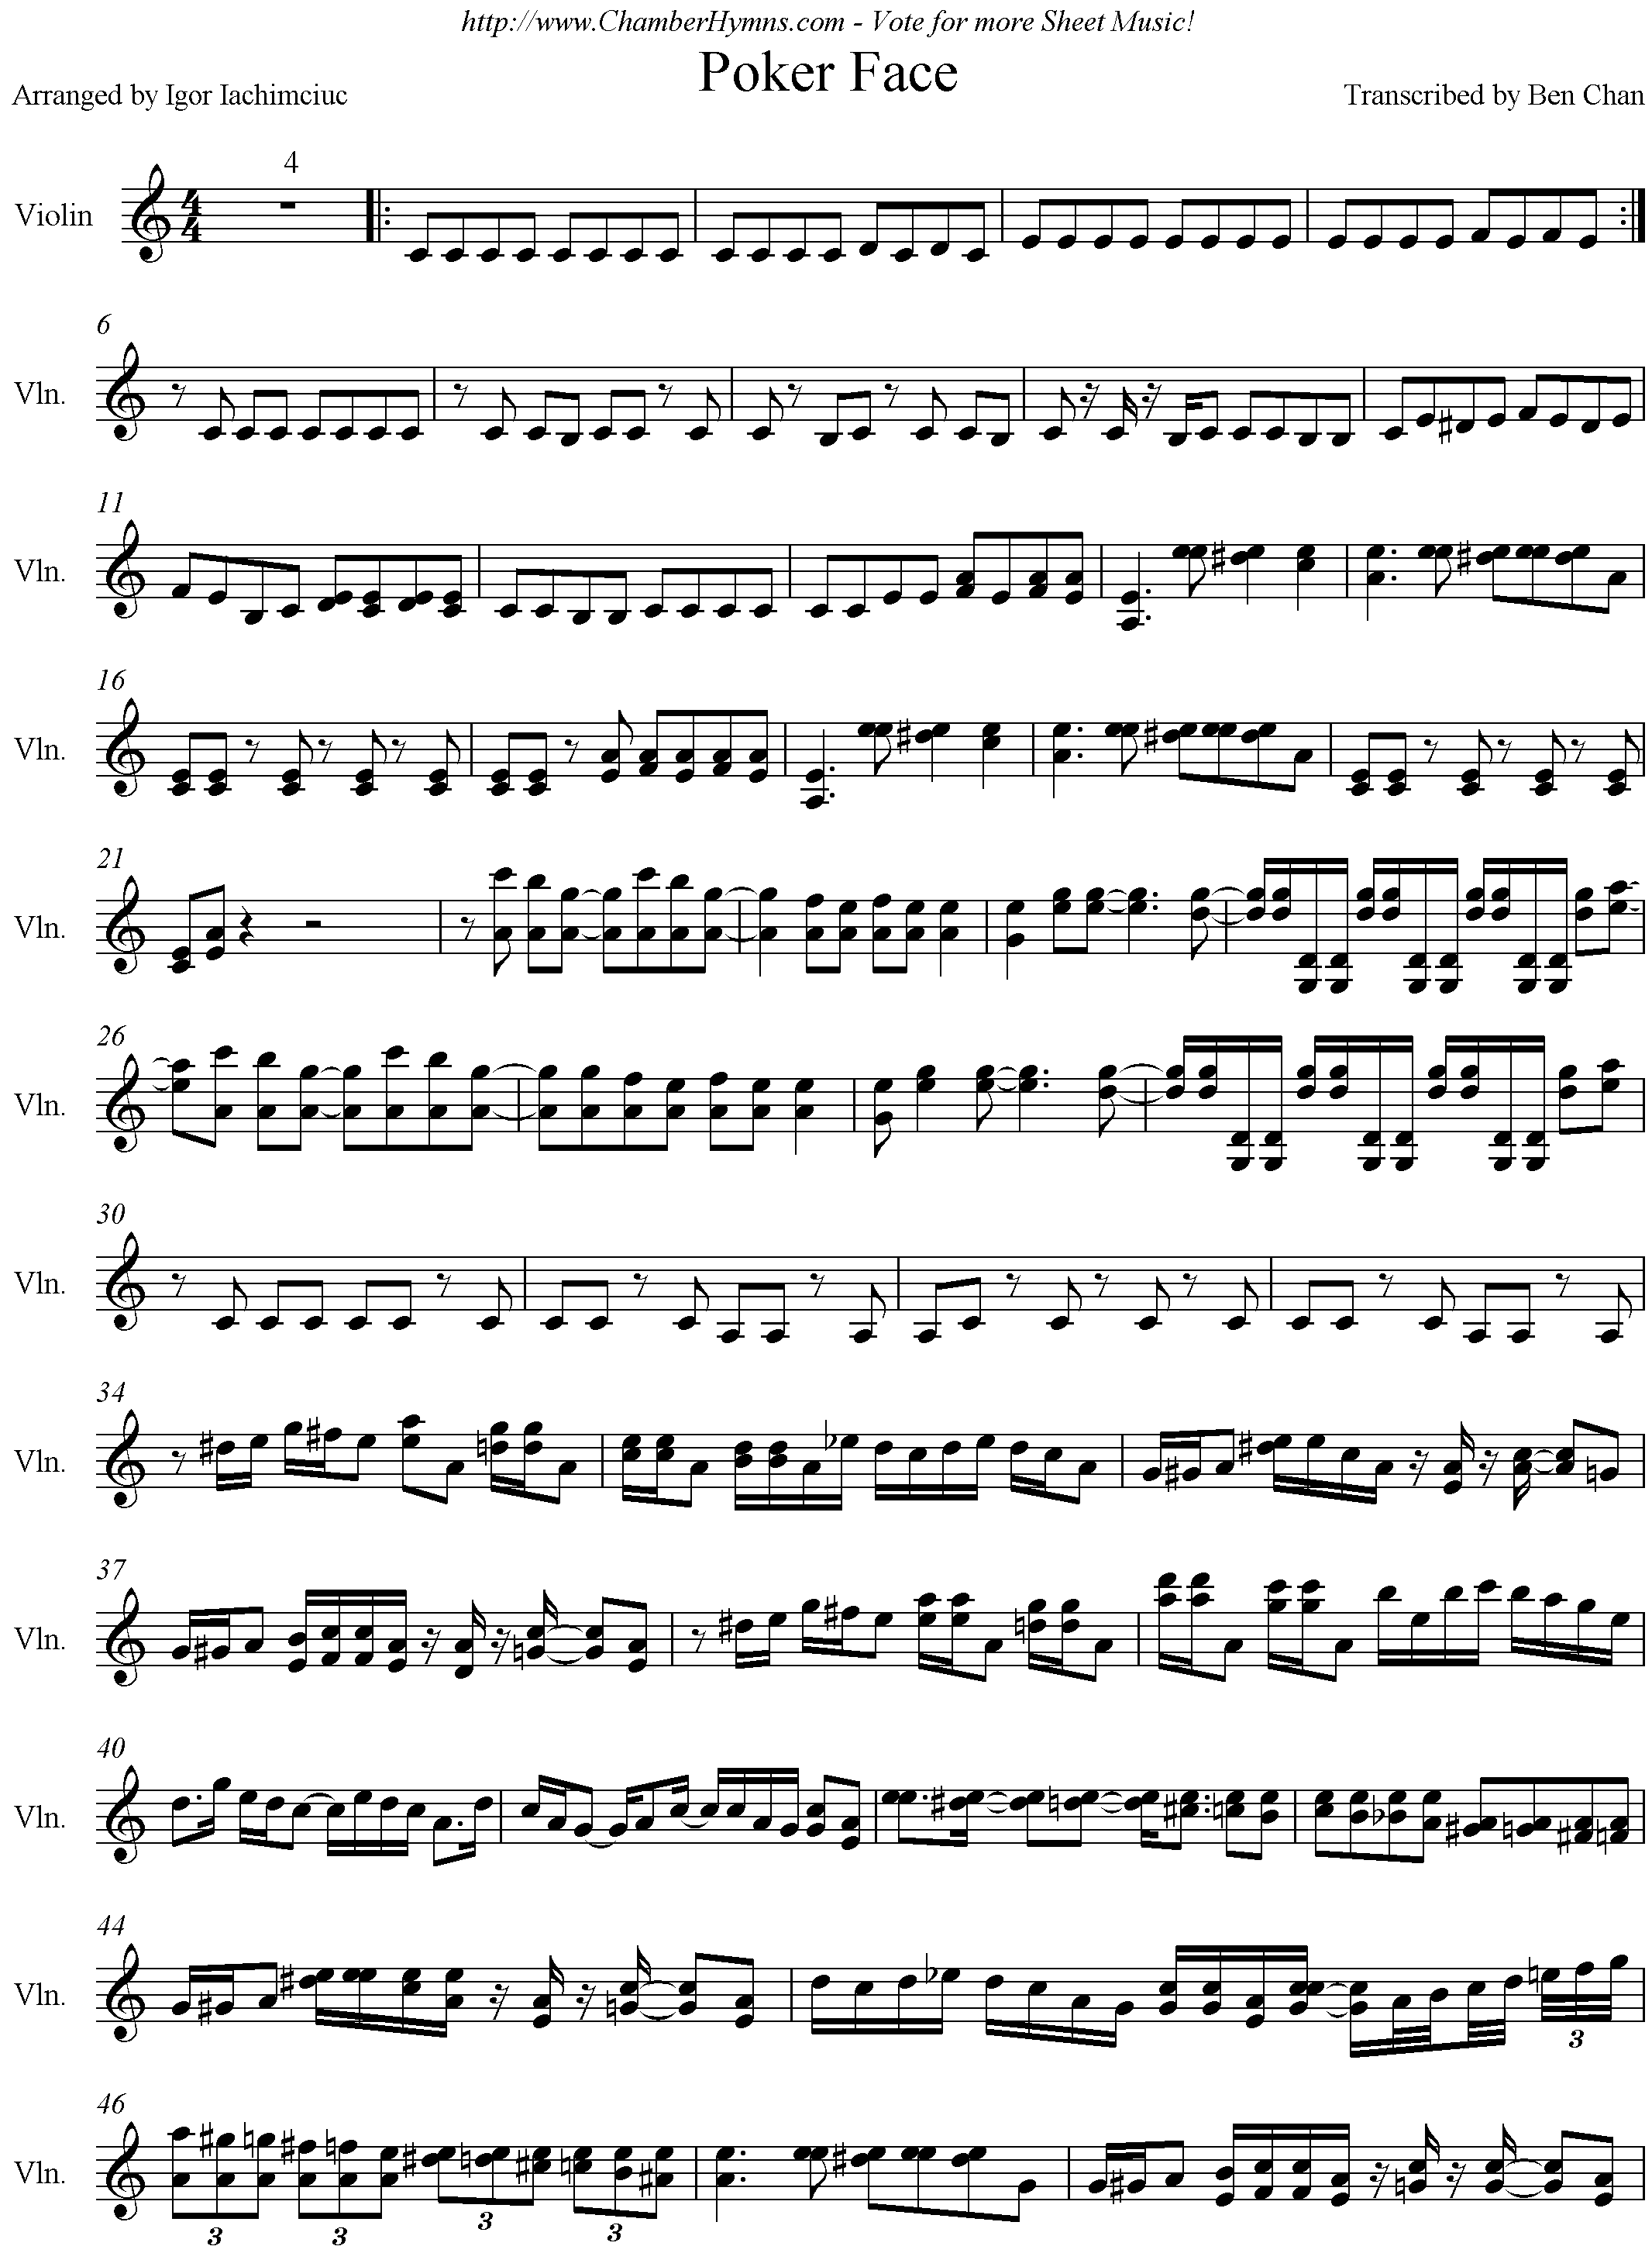 http://www.ChamberHymns.com - Vote for more Sheet Music!
Poker Face
Arranged by Igor Iachimciuc
Transcribed by Ben Chan
4
Violin
4
4
6
Vln.
11
Vln.
16
Vln.
21
Vln.
26
Vln.
30
Vln.
34
Vln.
37
Vln.
40
Vln.
44
Vln.
3
46
Vln.
3 3 3 3